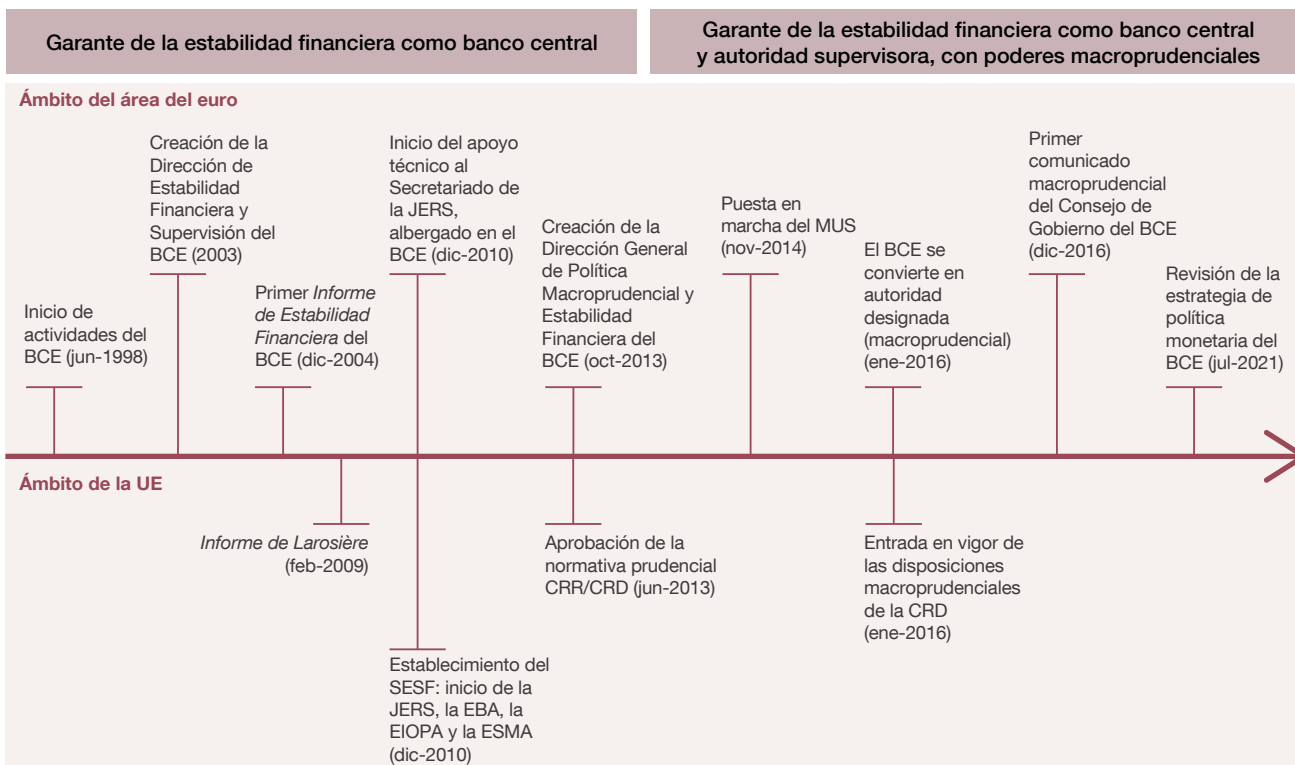 Garante de la estabilidad financiera como banco central
Garante de la estabilidad financiera como banco central
y autoridad supervisora, con poderes macroprudenciales
Ámbito del área del euro
Inicio de
actividades del
BCE (jun-1998)
Creación de la
Dirección de
Estabilidad
Financiera y
Supervisión del
BCE (2003)
Primer Informe
de Estabilidad
Financiera del
BCE (dic-2004)
Inicio del apoyo
técnico al
Secretariado de
la JERS,
albergado en el
BCE (dic-2010)
Creación de la
Dirección General
de Política
Macroprudencial y
Estabilidad
Financiera del
BCE (oct-2013)
Puesta en
marcha del MUS
(nov-2014)
El BCE se
convierte en
autoridad
designada
(macroprudencial)
(ene-2016)
Primer
comunicado
macroprudencial
del Consejo de
Gobierno del BCE
(dic-2016)
Revisión de la
estrategia de
política
monetaria del
BCE (jul-2021)
Ámbito de la UE
Informe de Larosière
(feb-2009)
Establecimiento del
SESF: inicio de la
JERS, la EBA, la
EIOPA y la ESMA
(dic-2010)
Aprobación de la
normativa prudencial
CRR/CRD (jun-2013)
Entrada en vigor de
las disposiciones
macroprudenciales
de la CRD
(ene-2016)